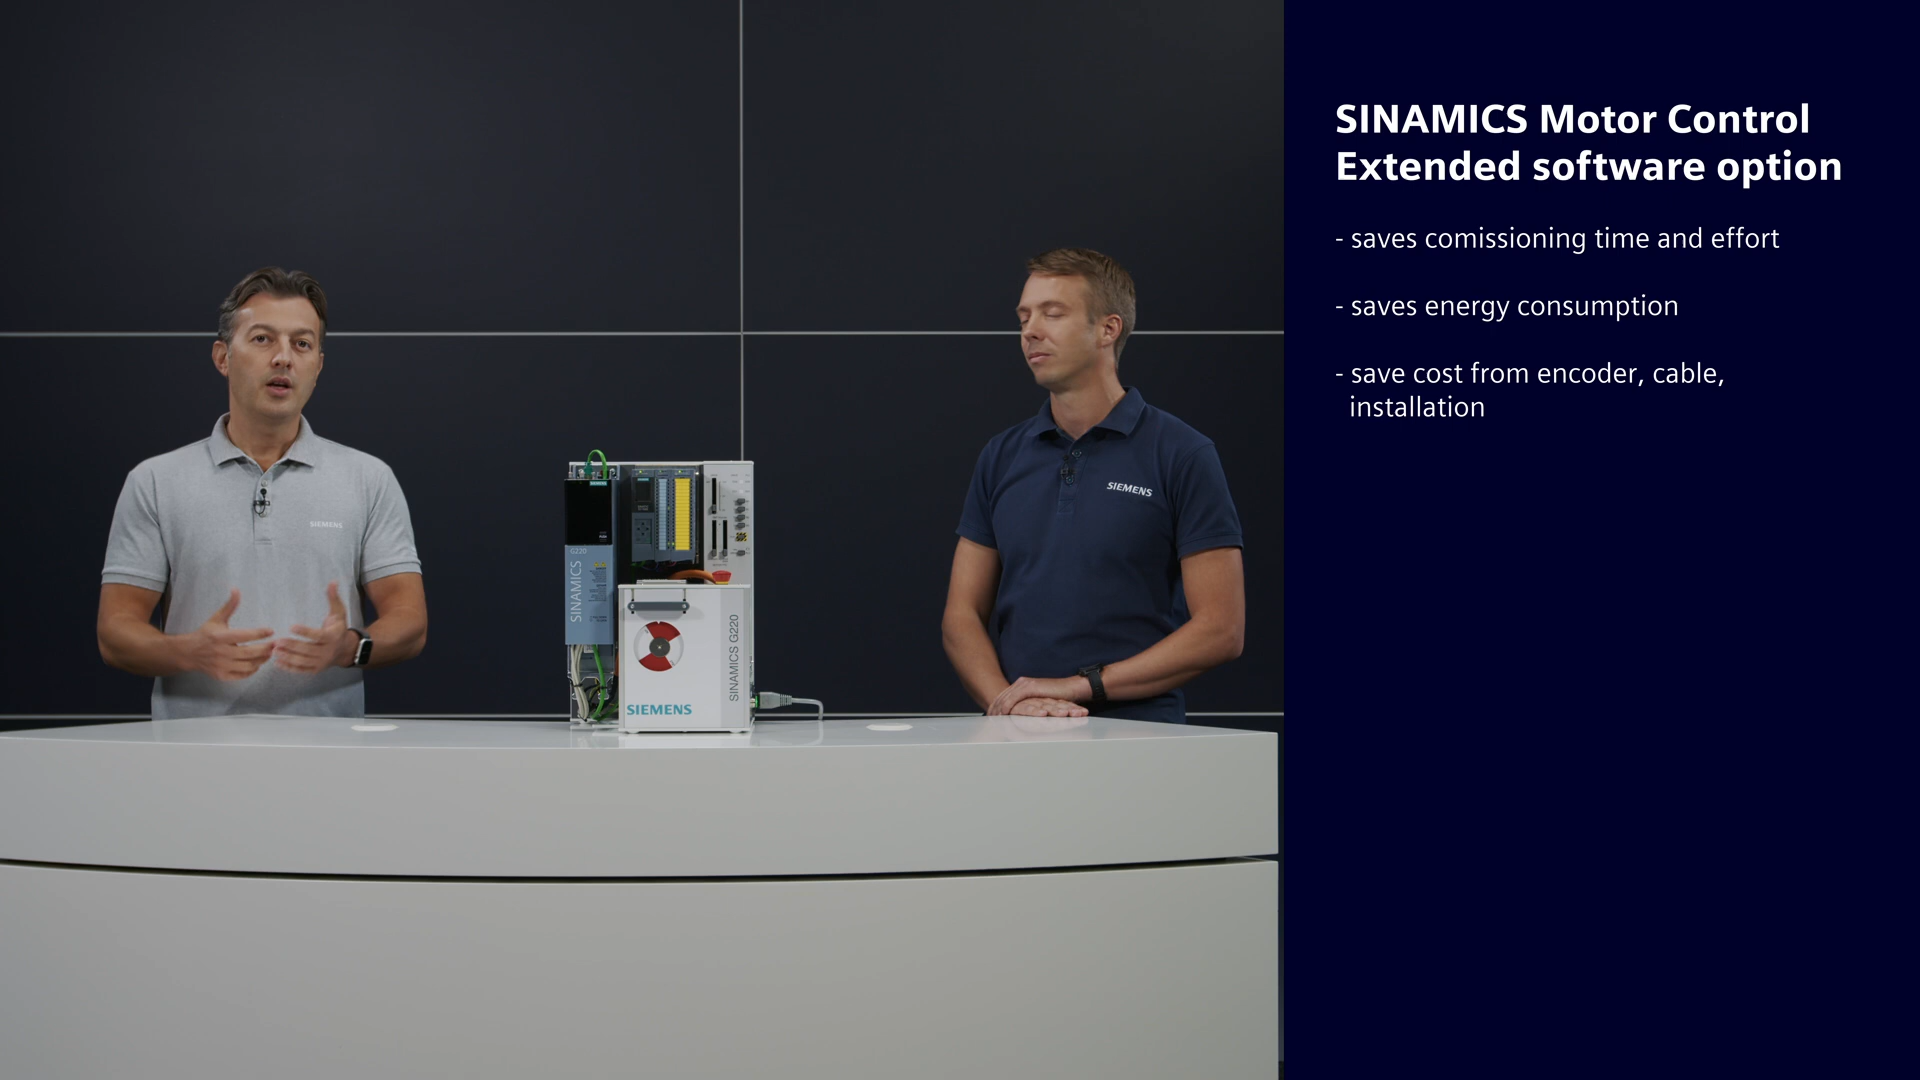 SINAMICS Motor Control
Extended software option
- saves comissioning time and effort
- saves energy consumption
- save cost from encoder, cable,
installation
SIEMENS
SIEMENS
G220
SINAMICS
SINAMICS G220
SIEMENS